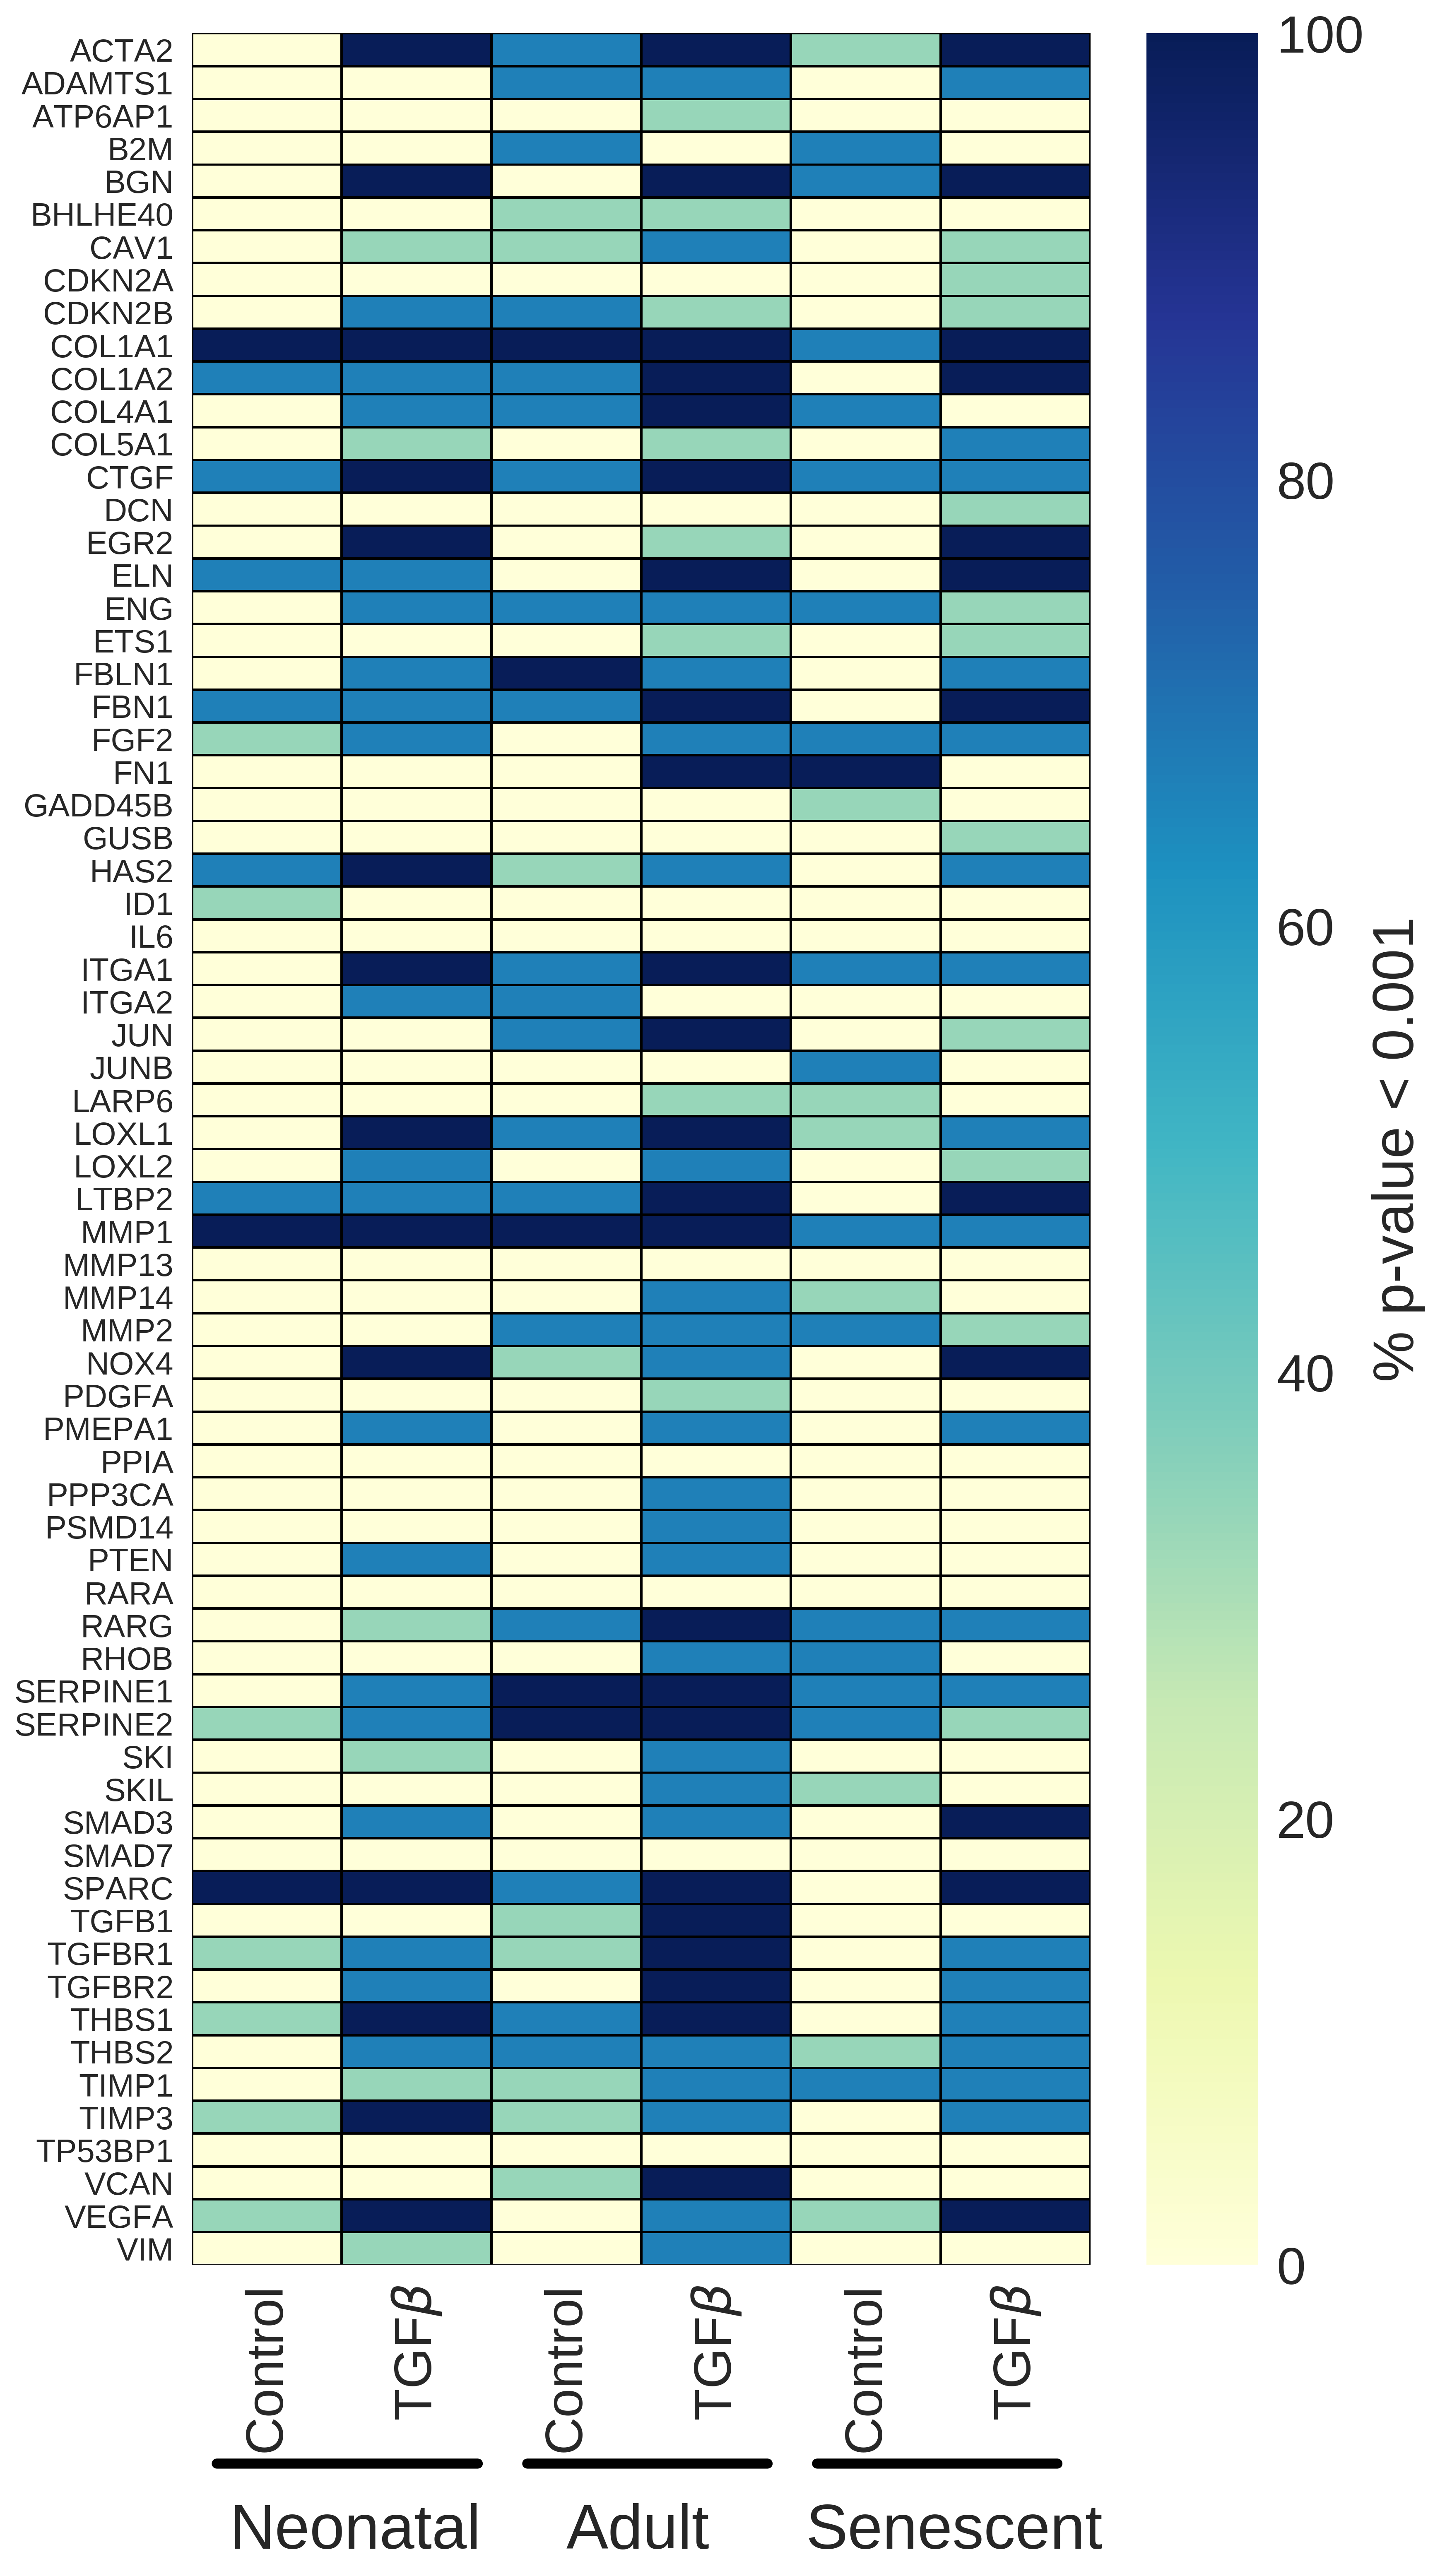 ACTA2
ADAMTS1
ATP6AP1
B2M
BGN
BHLHE40
CAV1
CDKN2A
CDKN2B
COL1A1
COL1A2
COL4A1
COL5A1
CTGF
DCN
EGR2
ELN
ENG
ETS1
FBLN1
FBN1
FGF2
FN1
GADD45B
GUSB
HAS2
ID1
IL6
ITGA1
ITGA2
JUN
JUNB
LARP6
LOXL1
LOXL2
LTBP2
MMP1
MMP13
MMP14
MMP2
NOX4
PDGFA
PMEPA1
PPIA
PPP3CA
PSMD14
PTEN
RARA
RARG
RHOB
SERPINE1
SERPINE2
SKI
SKIL
SMAD3
SMAD7
SPARC
TGFB1
TGFBR1
TGFBR2
THBS1
THBS2
TIMP1
TIMP3
TP53BP1
VCAN
VEGFA
VIM
Control
TGFβ
Control
TGFβ
Control
TGFβ
Neonatal
Adult
Senescent
100
80
60
40
20
0
% p-value < 0.001